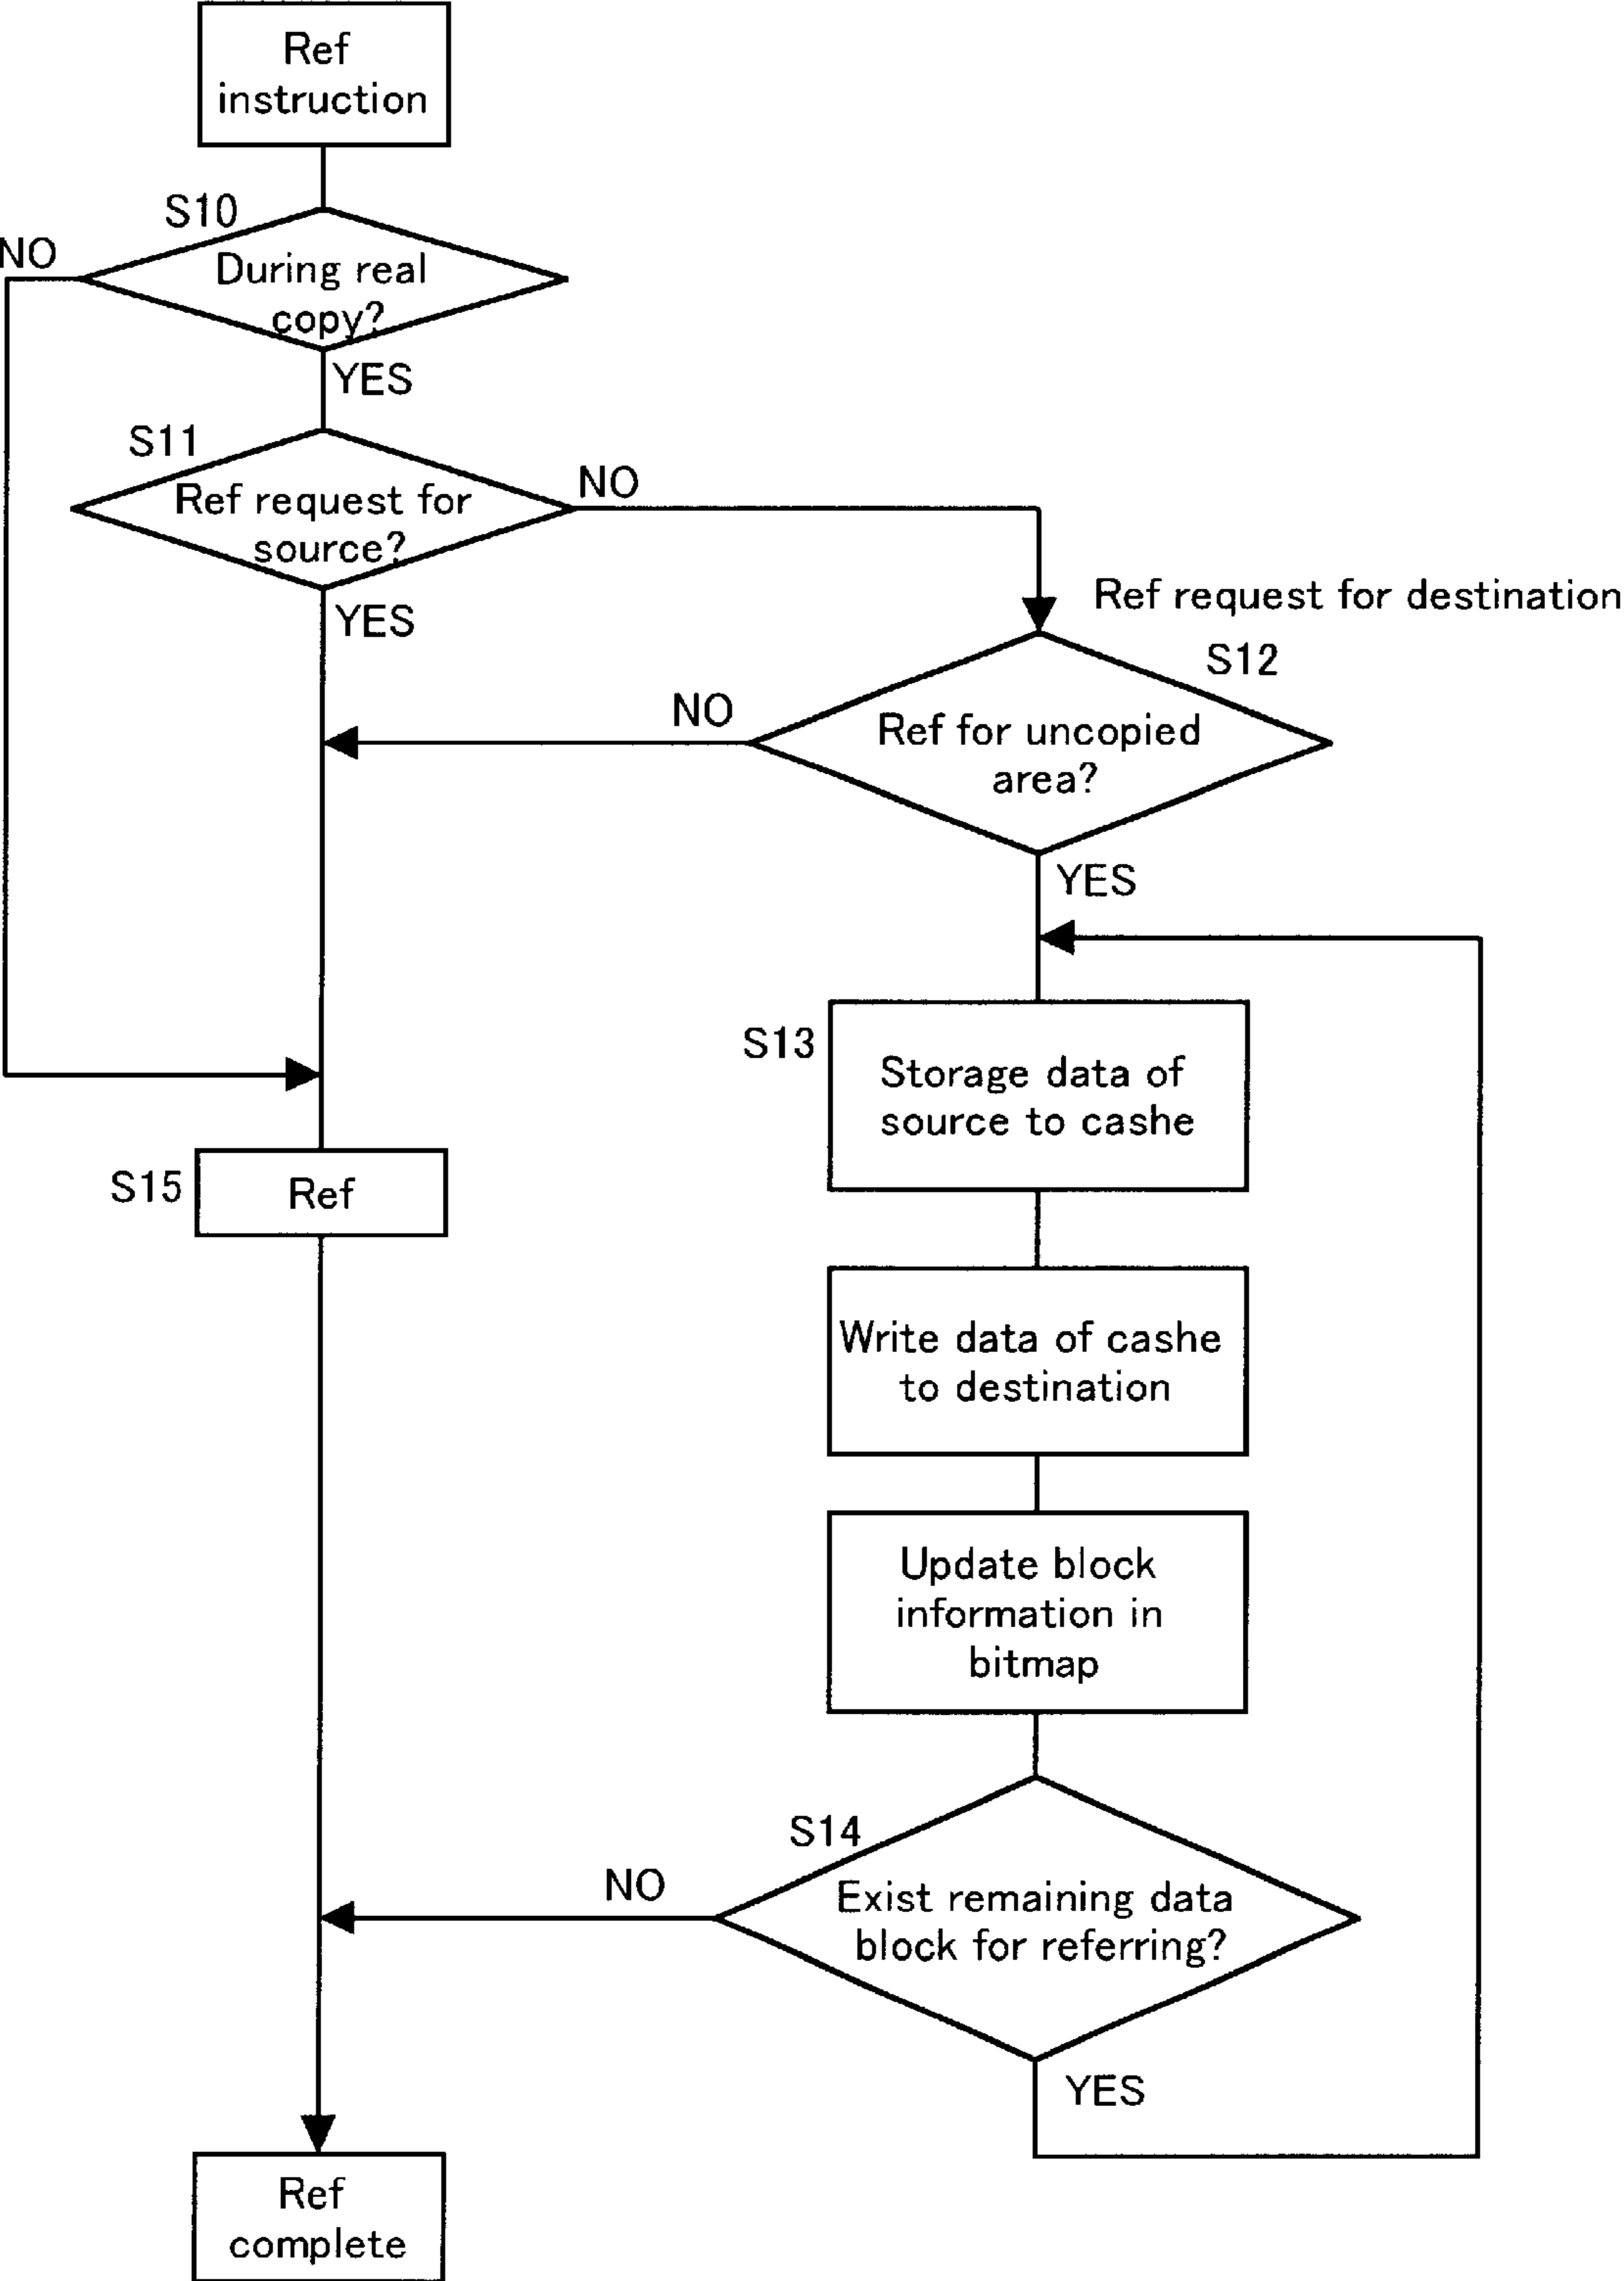 Ref
instruction
S10
NO
During real
copy?
YES
S11
Ref request for
source?
NO
YES
Ref request for destination
S12
NO
Ref for uncopied
area?
YES
S13
Storage data of
source to cashe
S15
Ref
Write data of cashe
to destination
Update block
information in
bitmap
S14
NO
Exist remaining data
block for referring?
YES
Ref
complete